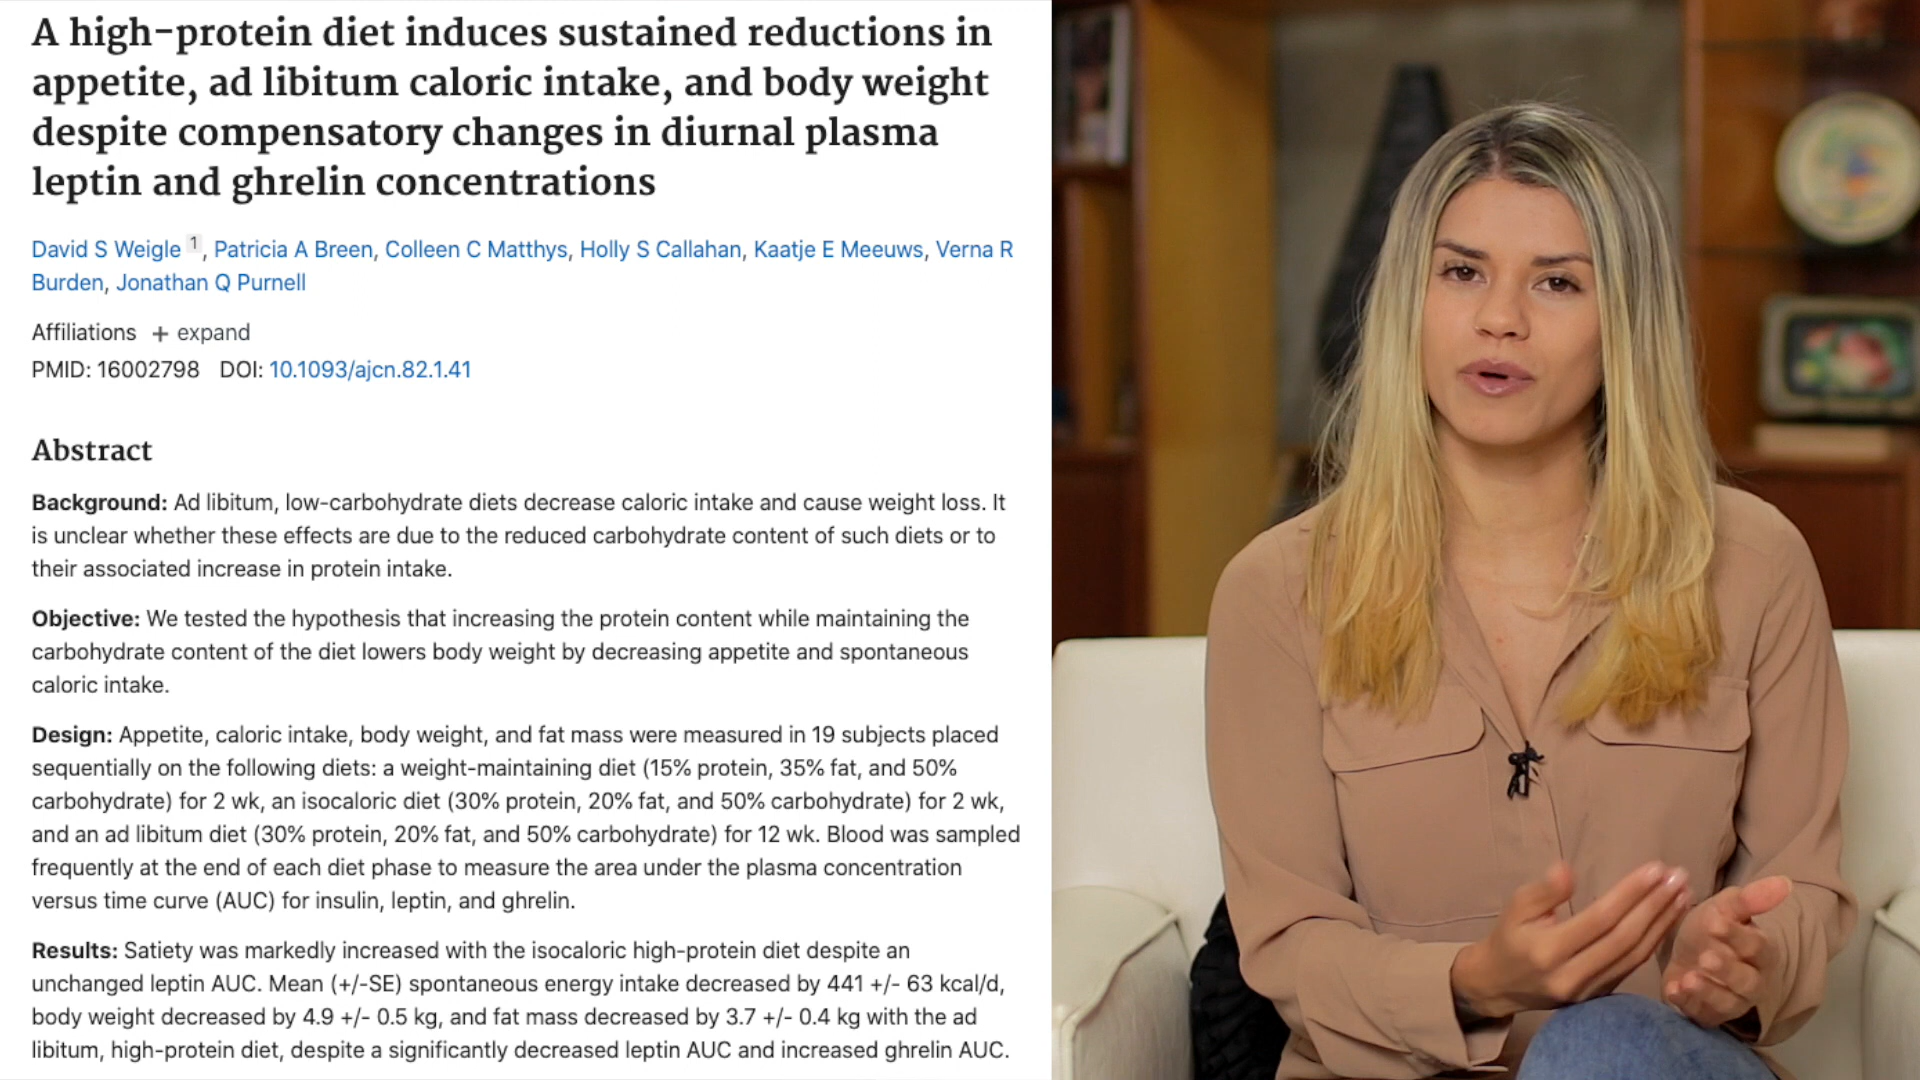 A high-protein diet induces sustained reductions in
appetite, ad libitum caloric intake, and body weight
despite compensatory changes in diurnal plasma
leptin and ghrelin concentrations
David S Weigle 1, Patricia A Breen, Colleen C Matthys, Holly S Callahan, Kaatje E Meeuws, Verna R
Burden, Jonathan Q Purnell
Affiliations + expand
PMID: 16002798 DOI: 10.1093/ajcn.82.1.41
Abstract
Background: Ad libitum, low-carbohydrate diets decrease caloric intake and cause weight loss. It
is unclear whether these effects are due to the reduced carbohydrate content of such diets or to
their associated increase in protein intake.
Objective: We tested the hypothesis that increasing the protein content while maintaining the
carbohydrate content of the diet lowers body weight by decreasing appetite and spontaneous
caloric intake.
Design: Appetite, caloric intake, body weight, and fat mass were measured in 19 subjects placed
sequentially on the following diets: a weight-maintaining diet (15% protein, 35% fat, and 50%
carbohydrate) for 2 wk, an isocaloric diet (30% protein, 20% fat, and 50% carbohydrate) for 2 wk,
and an ad libitum diet (30% protein, 20% fat, and 50% carbohydrate) for 12 wk. Blood was sampled
frequently at the end of each diet phase to measure the area under the plasma concentration
versus time curve (AUC) for insulin, leptin, and ghrelin.
Results: Satiety was markedly increased with the isocaloric high-protein diet despite an
unchanged leptin AUC. Mean (+/-SE) spontaneous energy intake decreased by 441 +/- 63 kcal/d,
body weight decreased by 4.9 +/- 0.5 kg, and fat mass decreased by 3.7 +/- 0.4 kg with the ad
libitum, high-protein diet, despite a significantly decreased leptin AUC and increased ghrelin AUC.